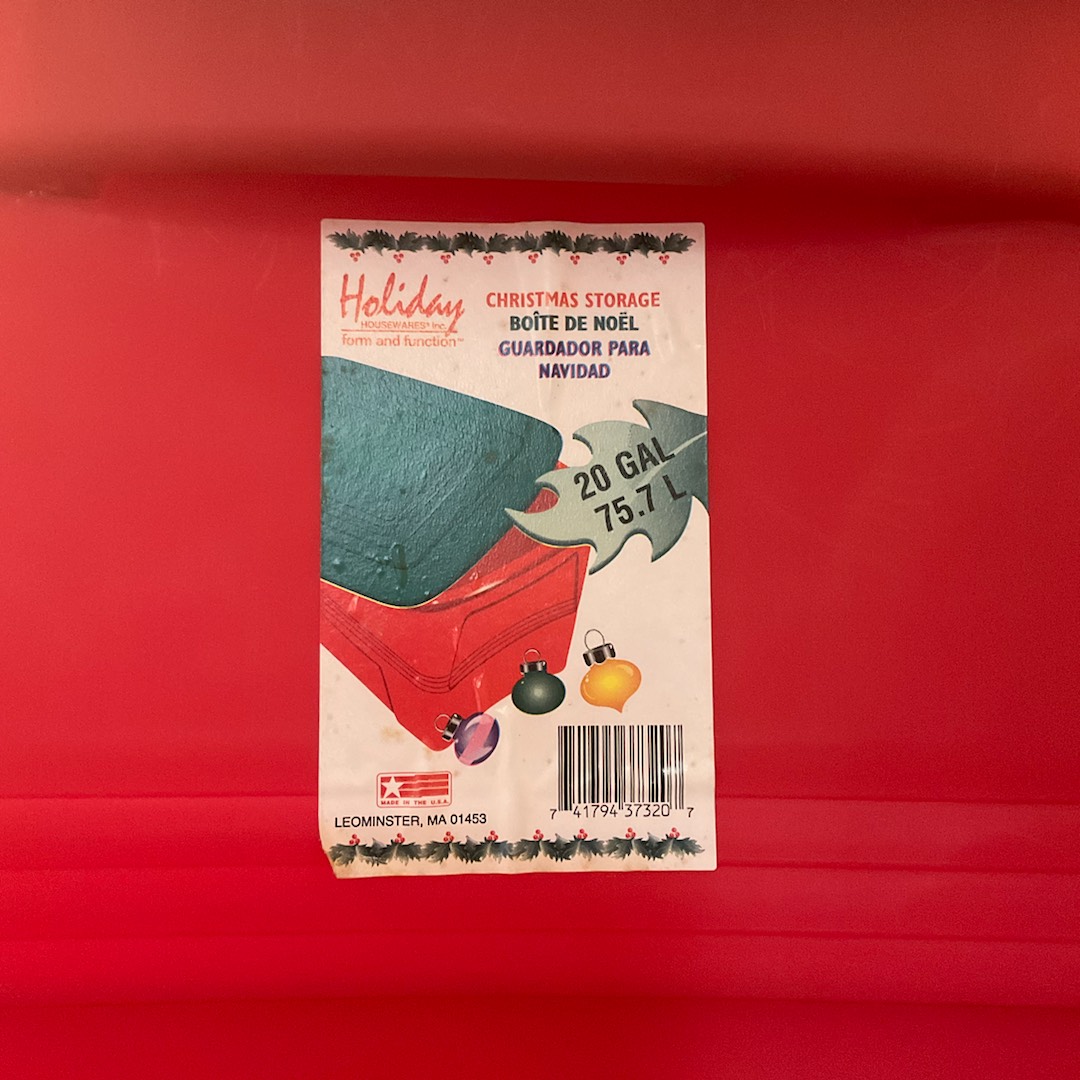 Holiday
HOUSEWARES® Inc.
form and function™
CHRISTMAS STORAGE
BOÎTE DE NOËL
GUARDADOR PARA
NAVIDAD
20 GAL
75.7 L
MADE IN THE U.S.A.
LEOMINSTER, MA 01453
7 41794 37320 7